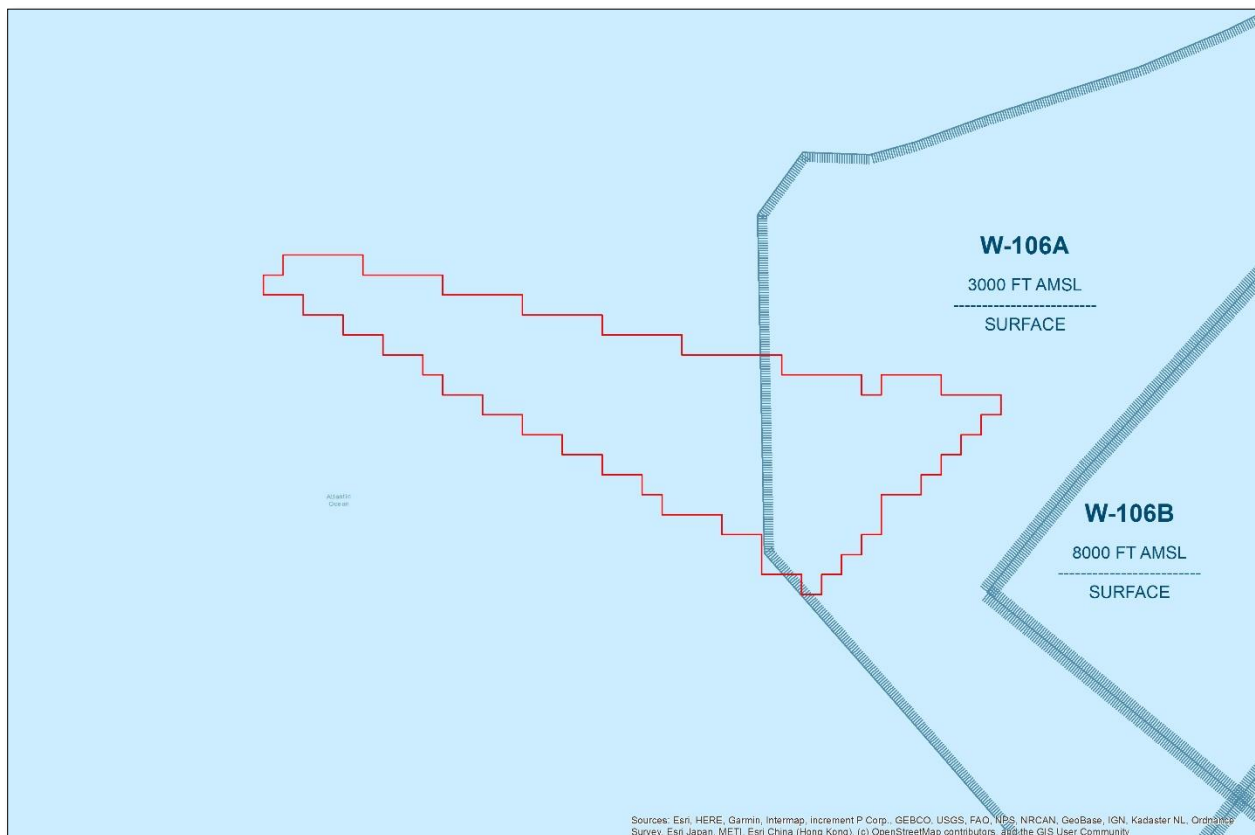 W-106A
3000 FT AMSL
--------------------------
SURFACE
W-106B
8000 FT AMSL
--------------------------
SURFACE
Atlantic
Ocean
Sources: Esri, HERE, Garmin, Intermap, increment P Corp., GEBCO, USGS, FAO, NPS, NRCAN, GeoBase, IGN, Kadaster NL, Ordnance
Survey, Esri Japan, METI, Esri China (Hong Kong), (c) OpenStreetMap contributors, and the GIS User Community